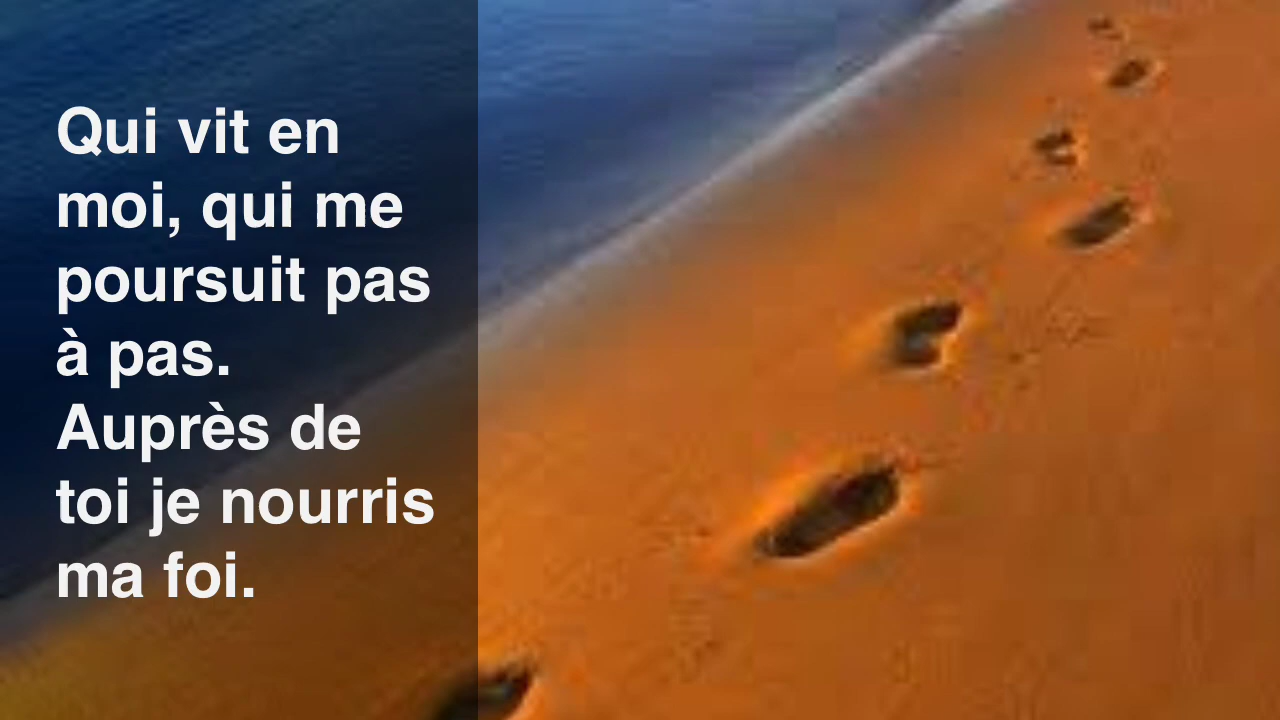 Qui vit en
moi, qui me
poursuit pas
à pas.
Auprès de
toi je nourris
ma foi.